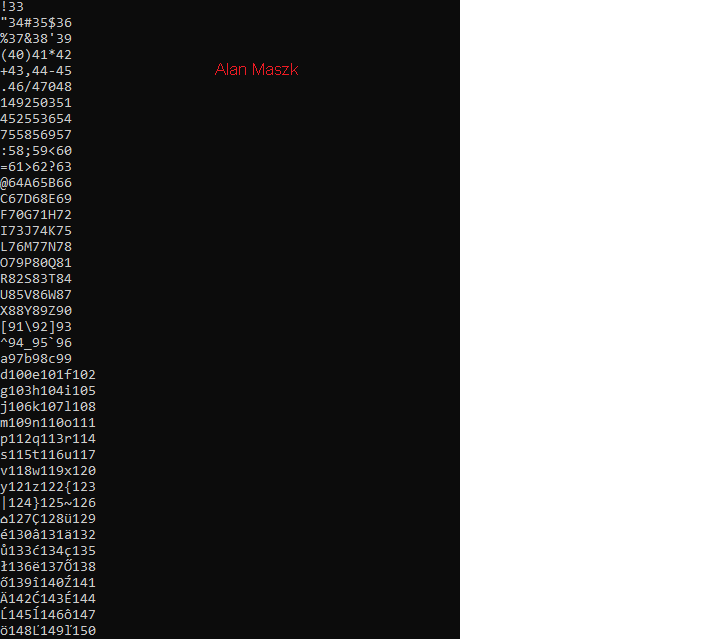 !33
"34#35$36
%37&38'39
(40)41*42
+43,44-45
Alan Maszk
.46/47048
149250351
452553654
755856957
:58;59<60
=61>62?63
@64A65B66
C67D68E69
F70G71H72
I73J74K75
L76M77N78
O79P80Q81
R82S83T84
U85V86W87
X88Y89Z90
[91\92]93
^94_95`96
a97b98c99
d100e101f102
g103h104i105
j106k107l108
m109n110o111
p112q113r114
s115t116u117
v118w119x120
y121z122{123
|124}125~126
⌂127Ç128ü129
é130â131ä132
ů133ć134ç135
ł136ë137Ő138
ő139î140Ź141
Ä142Ć143É144
Ĺ145ĺ146ô147
ö148Ľ149ľ150